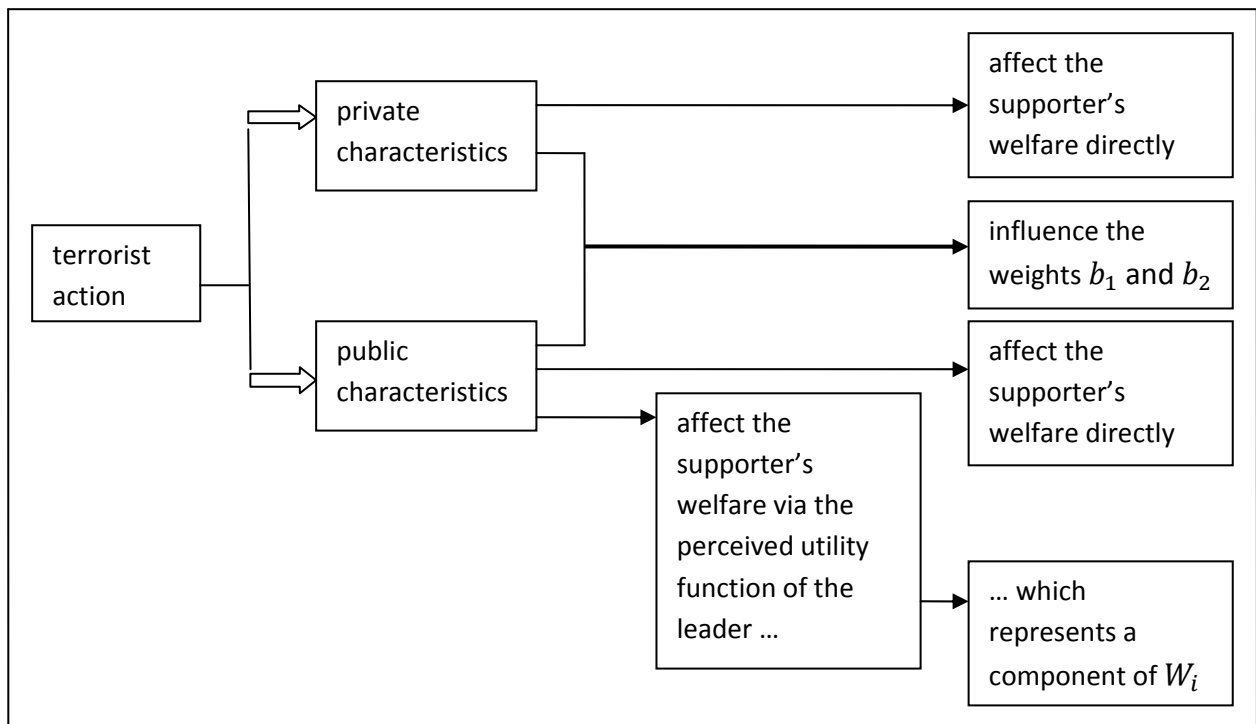 affect the
supporter’s
welfare directly
private
characteristics
influence the
weights b₁ and b₂
terrorist
action
public
characteristics
affect the
supporter’s
welfare directly
affect the
supporter’s
welfare via the
perceived utility
function of the
leader …
… which
represents a
component of Wᵢ